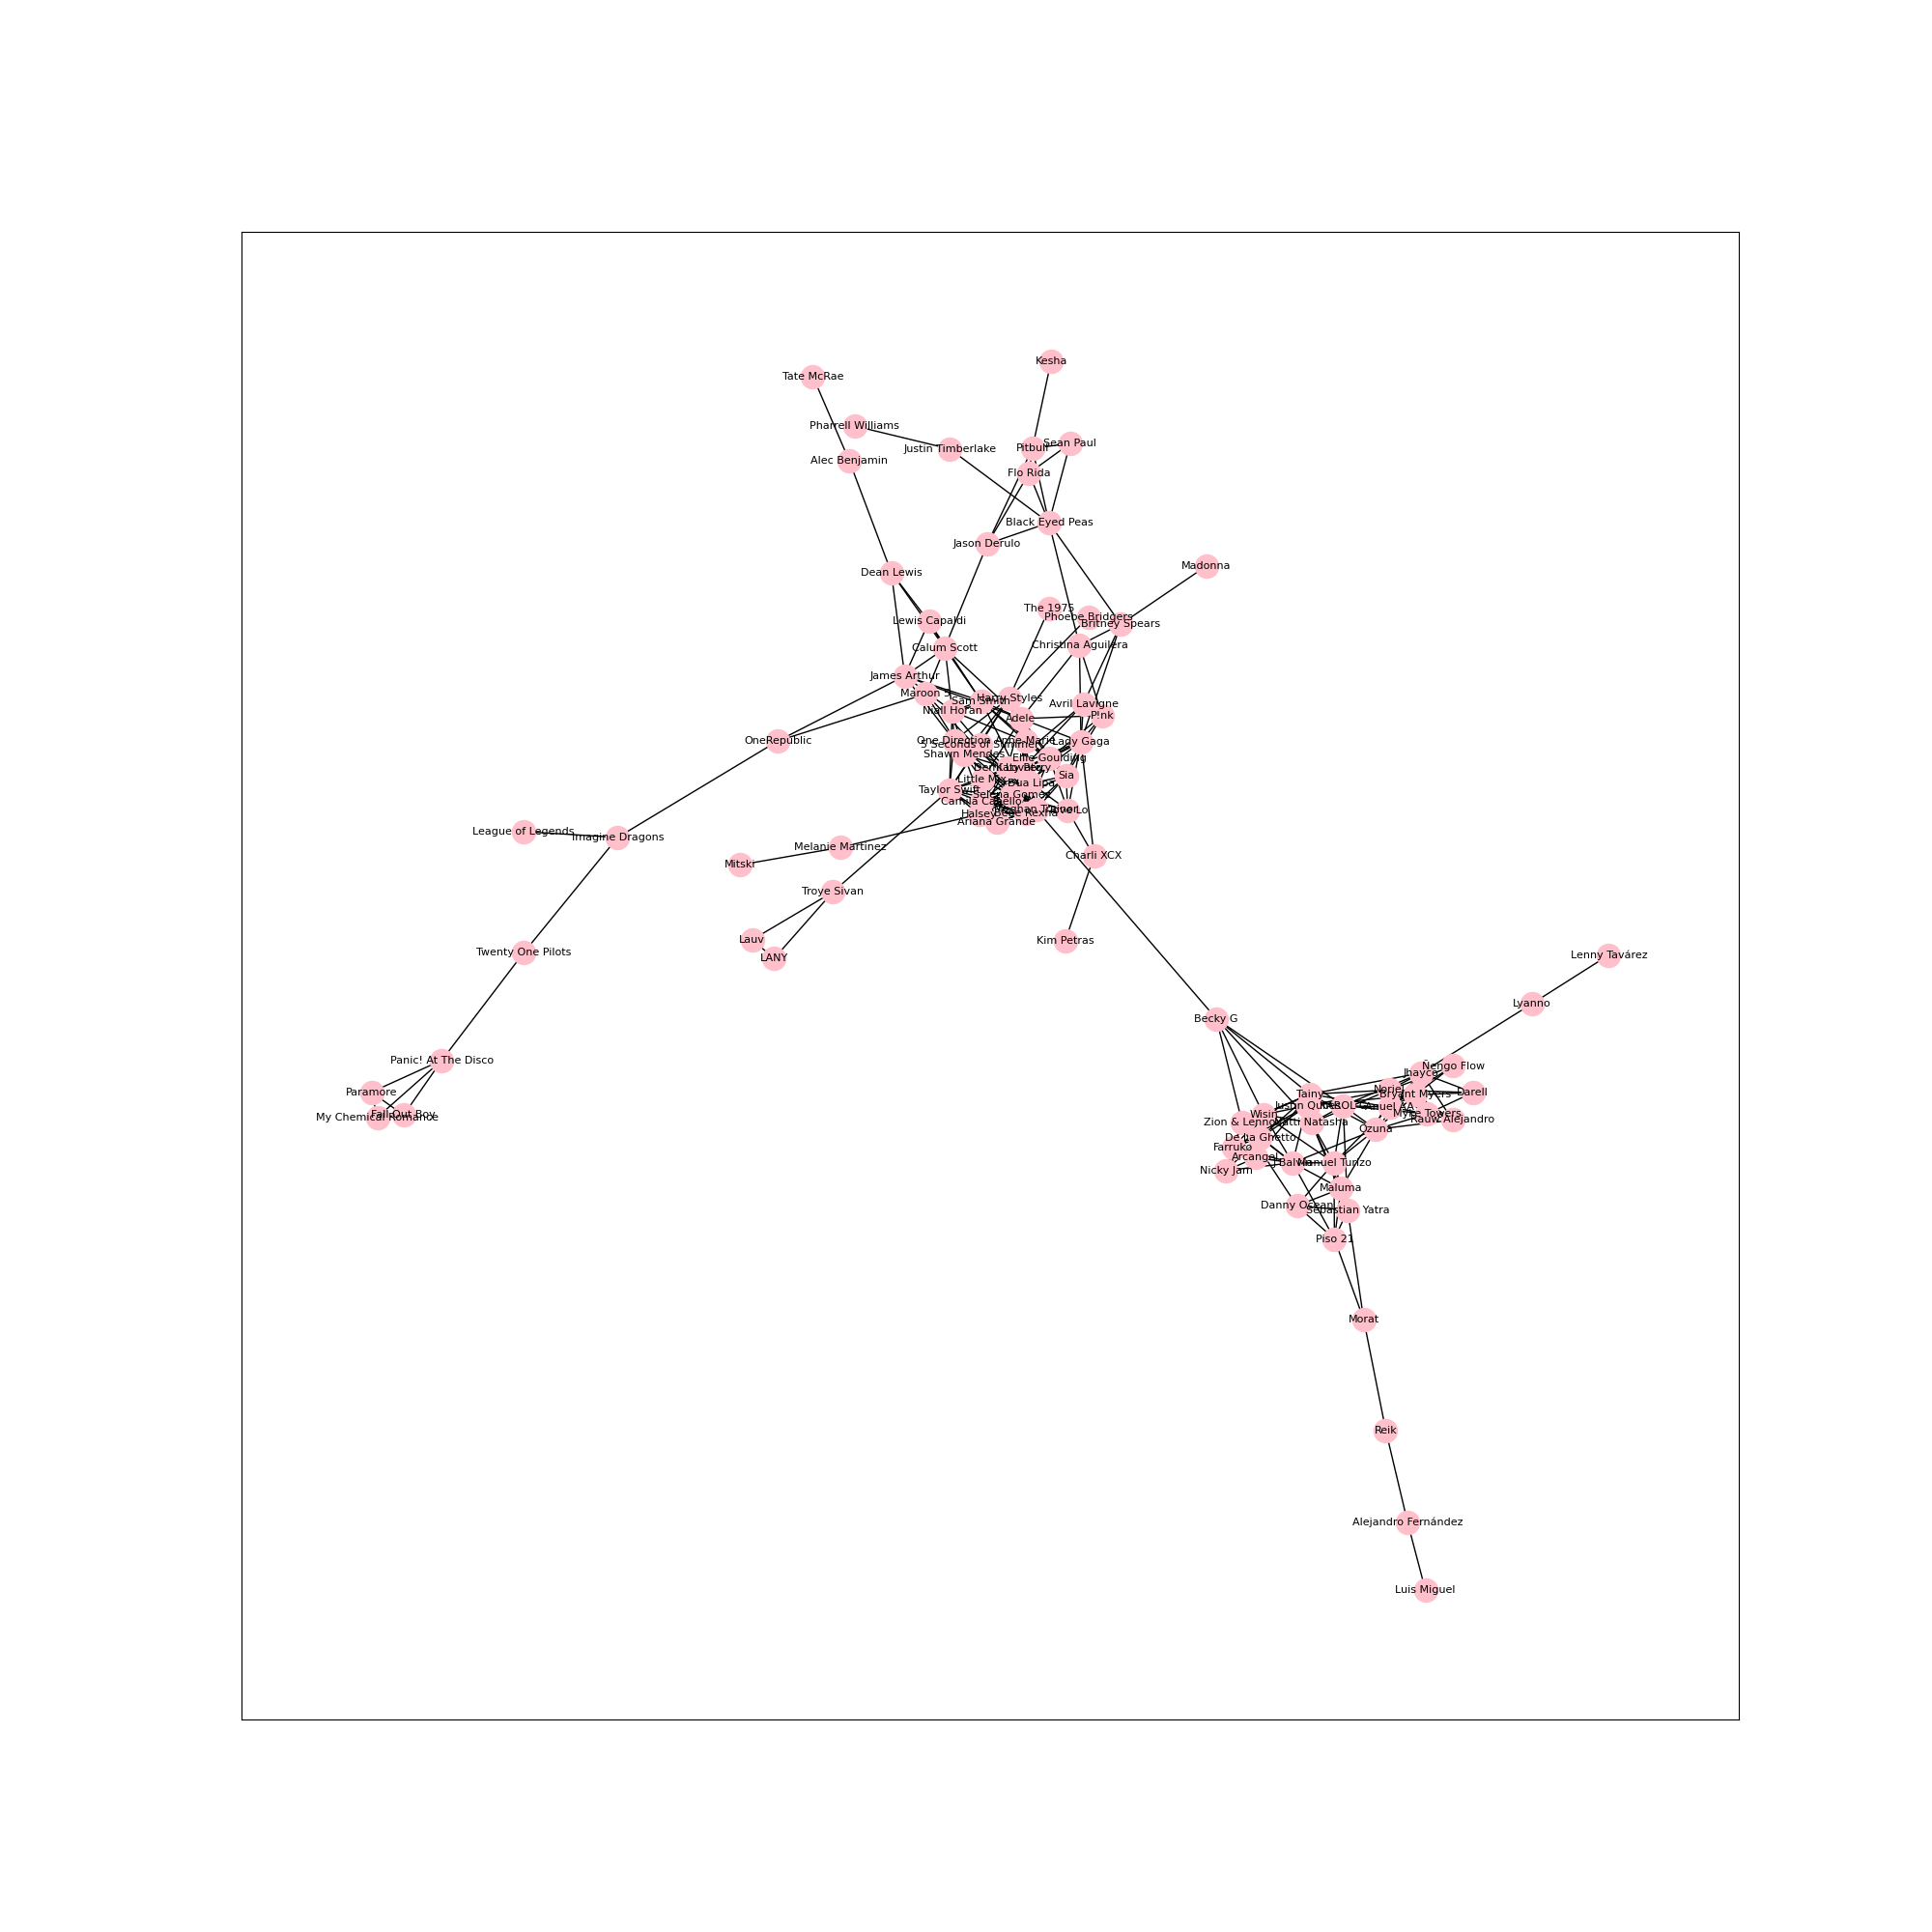 Kesha
Tate McRae
Pharrell Williams
Justin Timberlake
Pitbull
Sean Paul
Alec Benjamin
Flo Rida
Black Eyed Peas
Jason Derulo
Madonna
Dean Lewis
The 1975
Phoebe Bridgers
Lewis Capaldi
Britney Spears
Christina Aguilera
Calum Scott
James Arthur
Maroon 5
Harry Styles
Sam Smith
Avril Lavigne
Niall Horan
P!nk
Adele
OneRepublic
One Direction
Anne-Marie
Lady Gaga
5 Seconds of Summer
Shawn Mendes
Ellie Goulding
Demi Lovato
Katy Perry
Sia
Little Mix
Dua Lipa
Taylor Swift
Selena Gomez
Camila Cabello
Meghan Trainor
Tove Lo
Halsey
Bebe Rexha
Ariana Grande
League of Legends
Imagine Dragons
Melanie Martinez
Charli XCX
Mitski
Troye Sivan
Lauv
Kim Petras
Twenty One Pilots
LANY
Lenny Tavárez
Lyanno
Becky G
Panic! At The Disco
Ñengo Flow
Jhayco
Paramore
Noriel
Darell
Tainy
Bryant Myers
Justin Quiles
KAROL G
Anuel AA
My Chemical Romance
Fall Out Boy
Wisin
Myke Towers
Rauw Alejandro
Zion & Lennox
Natti Natasha
Ozuna
De La Ghetto
Farruko
Arcangel
J Balvin
Manuel Turizo
Nicky Jam
Maluma
Danny Ocean
Sebastian Yatra
Piso 21
Morat
Reik
Alejandro Fernández
Luis Miguel